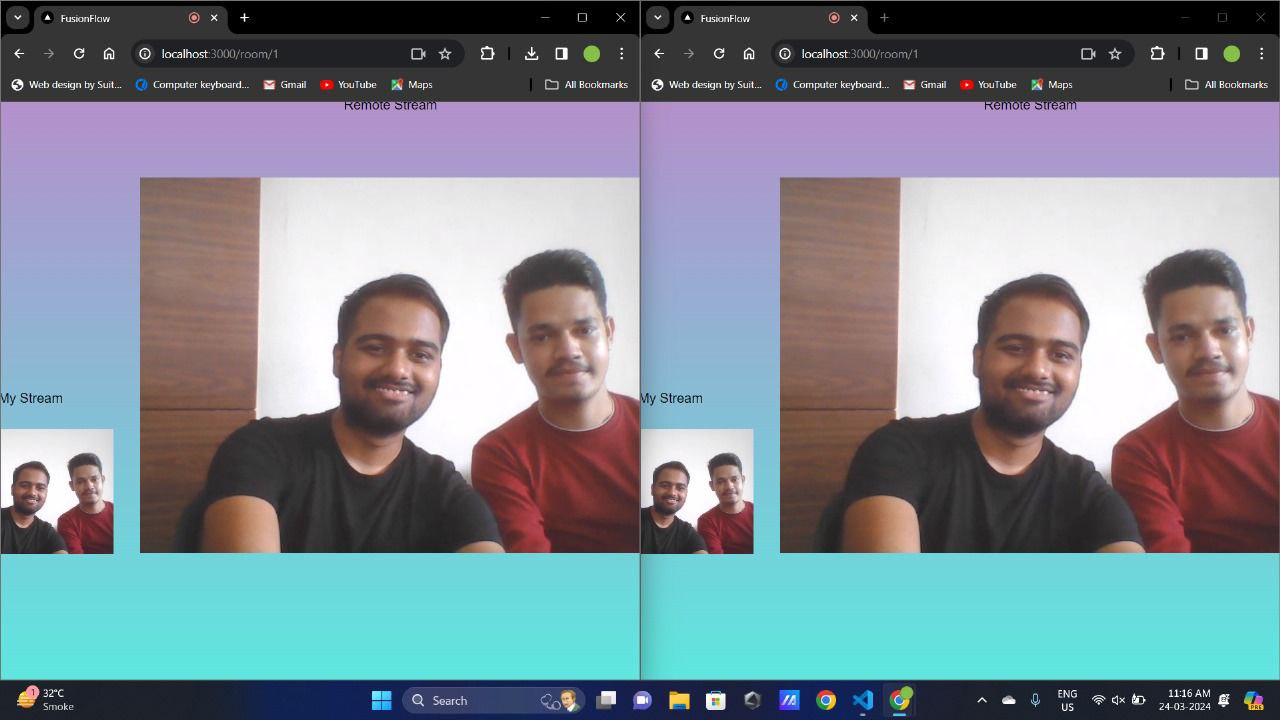 FusionFlow
localhost:3000/room/1
Web design by Suit...
Computer keyboard...
Gmail
YouTube
Maps
All Bookmarks
Remote Stream
My Stream
FusionFlow
localhost:3000/room/1
Web design by Suit...
Computer keyboard...
Gmail
YouTube
Maps
All Bookmarks
Remote Stream
My Stream
1
32°C
Smoke
Search
ENG
US
11:16 AM
24-03-2024
PRE